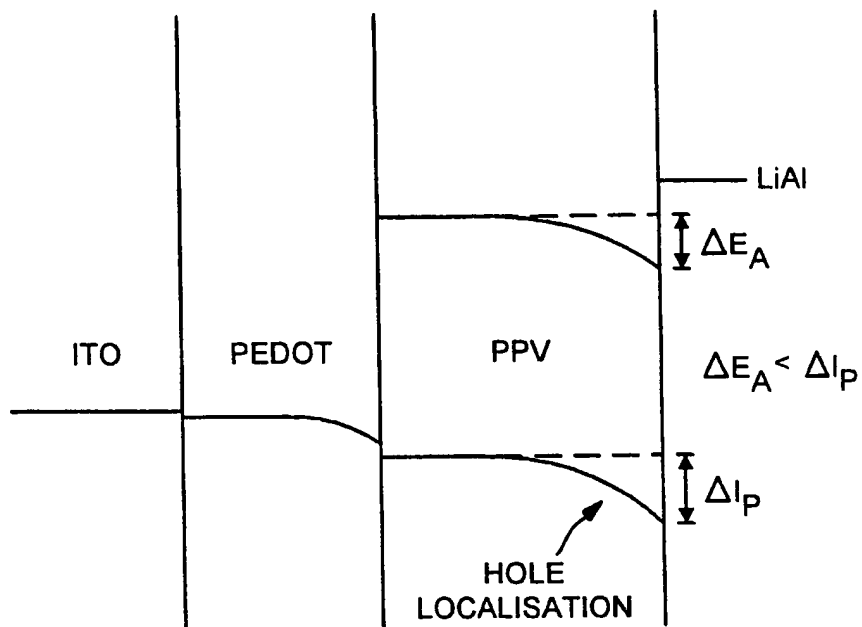 LiAl
ΔE_A
ITO PEDOT PPV
ΔE_A < ΔI_P
ΔI_P
HOLE
LOCALISATION